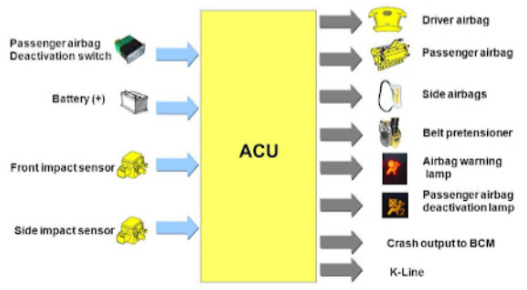 Passenger airbag
Deactivation switch
Battery (+)
Front impact sensor
Side impact sensor
ACU
Driver airbag
Passenger airbag
Side airbags
Belt pretensioner
Airbag warning
lamp
Passenger airbag
deactivation lamp
Crash output to BCM
K-Line